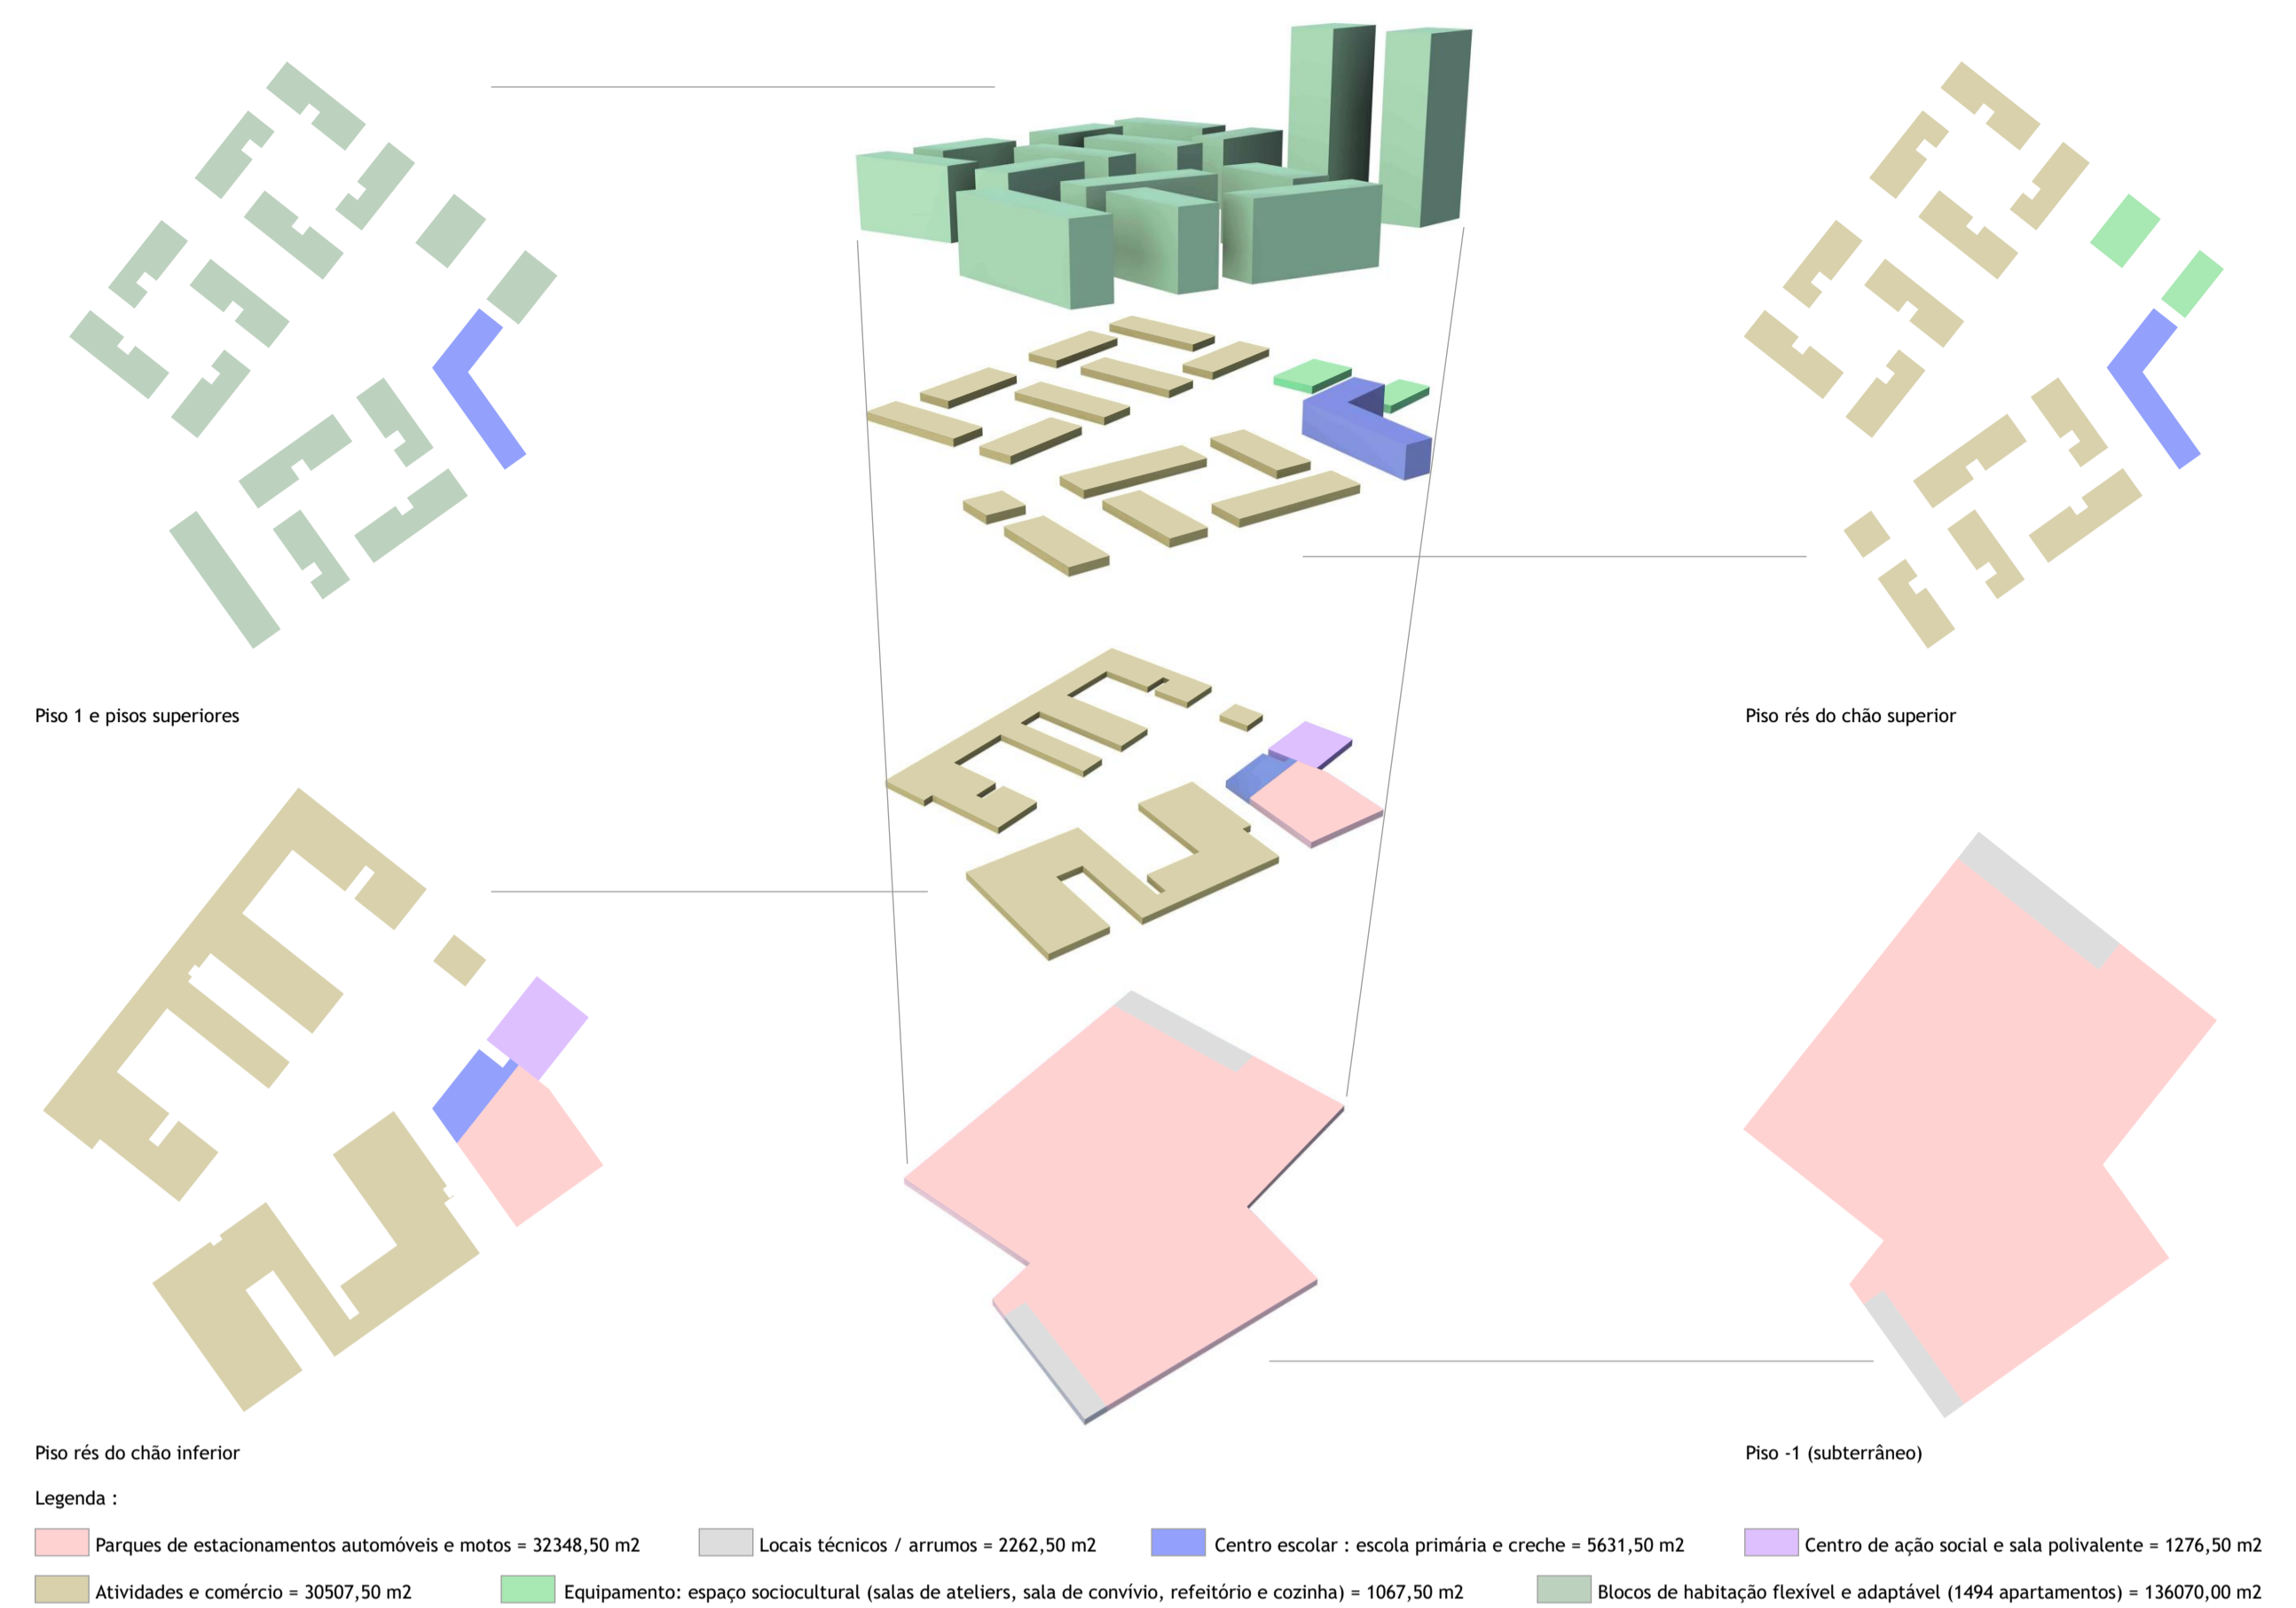 Piso 1 e pisos superiores
Piso rés do chão superior
Piso rés do chão inferior
Piso -1 (subterrâneo)
Legenda :
Parques de estacionamentos automóveis e motos = 32348,50 m2
Locais técnicos / arrumos = 2262,50 m2
Centro escolar : escola primária e creche = 5631,50 m2
Centro de ação social e sala polivalente = 1276,50 m2
Atividades e comércio = 30507,50 m2
Equipamento: espaço sociocultural (salas de ateliers, sala de convívio, refeitório e cozinha) = 1067,50 m2
Blocos de habitação flexível e adaptável (1494 apartamentos) = 136070,00 m2